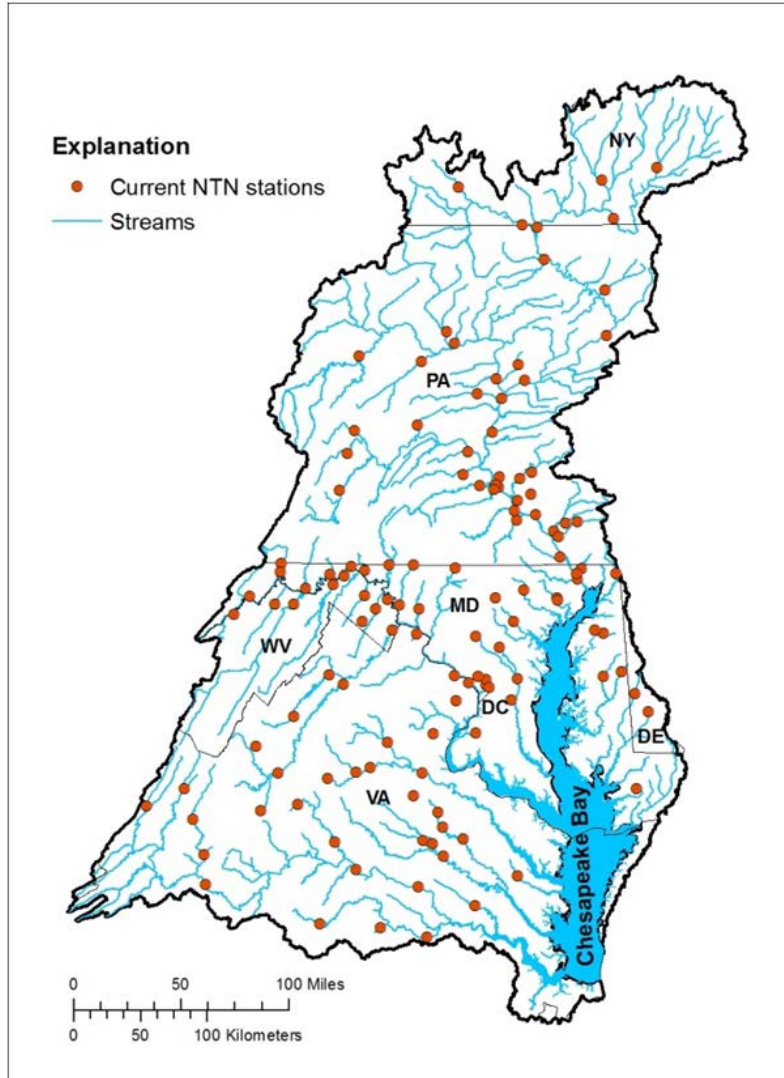 Explanation
Current NTN stations
Streams
NY
PA
MD
WV
DC
DE
VA
Chesapeake Bay
0 50 100 Miles
0 50 100 Kilometers